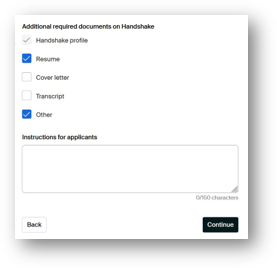 Additional required documents on Handshake
Handshake profile
Resume
Cover letter
Transcript
Other
Instructions for applicants
0/150 characters
Back
Continue